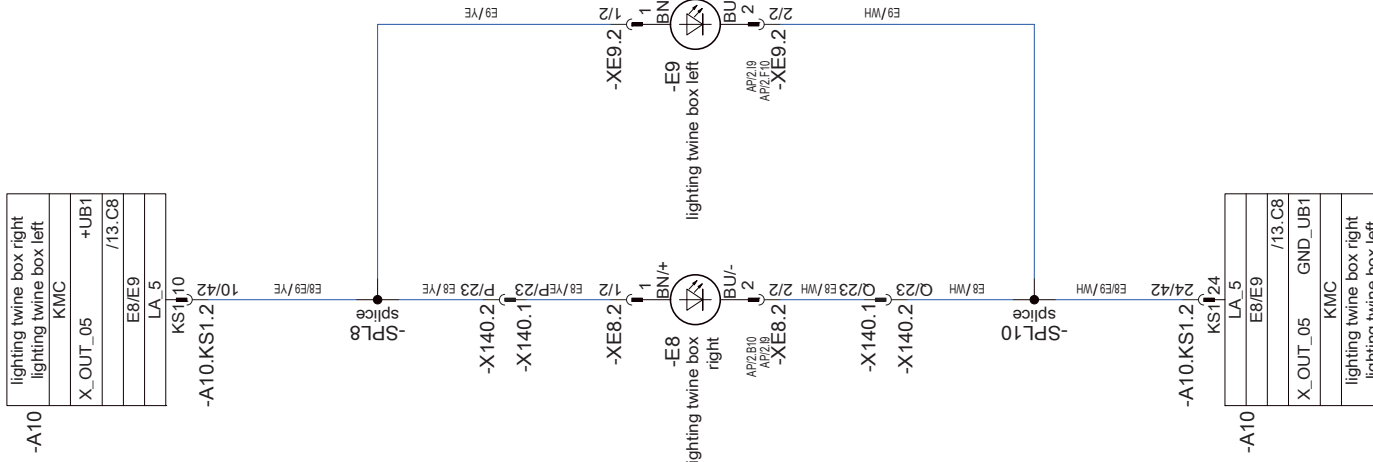 -A10
lighting twine box right
lighting twine box left
KMC
X_OUT_05 +UB1
/13.C8
E8/E9
LA_5
KS1.10
-A10.KS1.2
10/42
E8/E9/YE
-SPL8
splice
E9/YE
E8/YE
P/23
-X140.2
-X140.1
P/23
E8/YE
1/2
-XE8.2
1
BN/+
-E8
lighting twine box
right
BU/-
2
AP/2.B10
AP/2.I9
-XE8.2
2/2
E8/WH
Q/23
-X140.1
-X140.2
Q/23
E8/WH
1/2
-XE9.2
1
BN
-E9
lighting twine box left
BU
2
AP/2.I9
AP/2.F10
-XE9.2
2/2
E9/WH
-SPL10
splice
E8/E9/WH
24/42
-A10.KS1.2
KS1.24
-A10
LA_5
E8/E9
/13.C8
X_OUT_05 GND_UB1
KMC
lighting twine box right
lighting twine box left